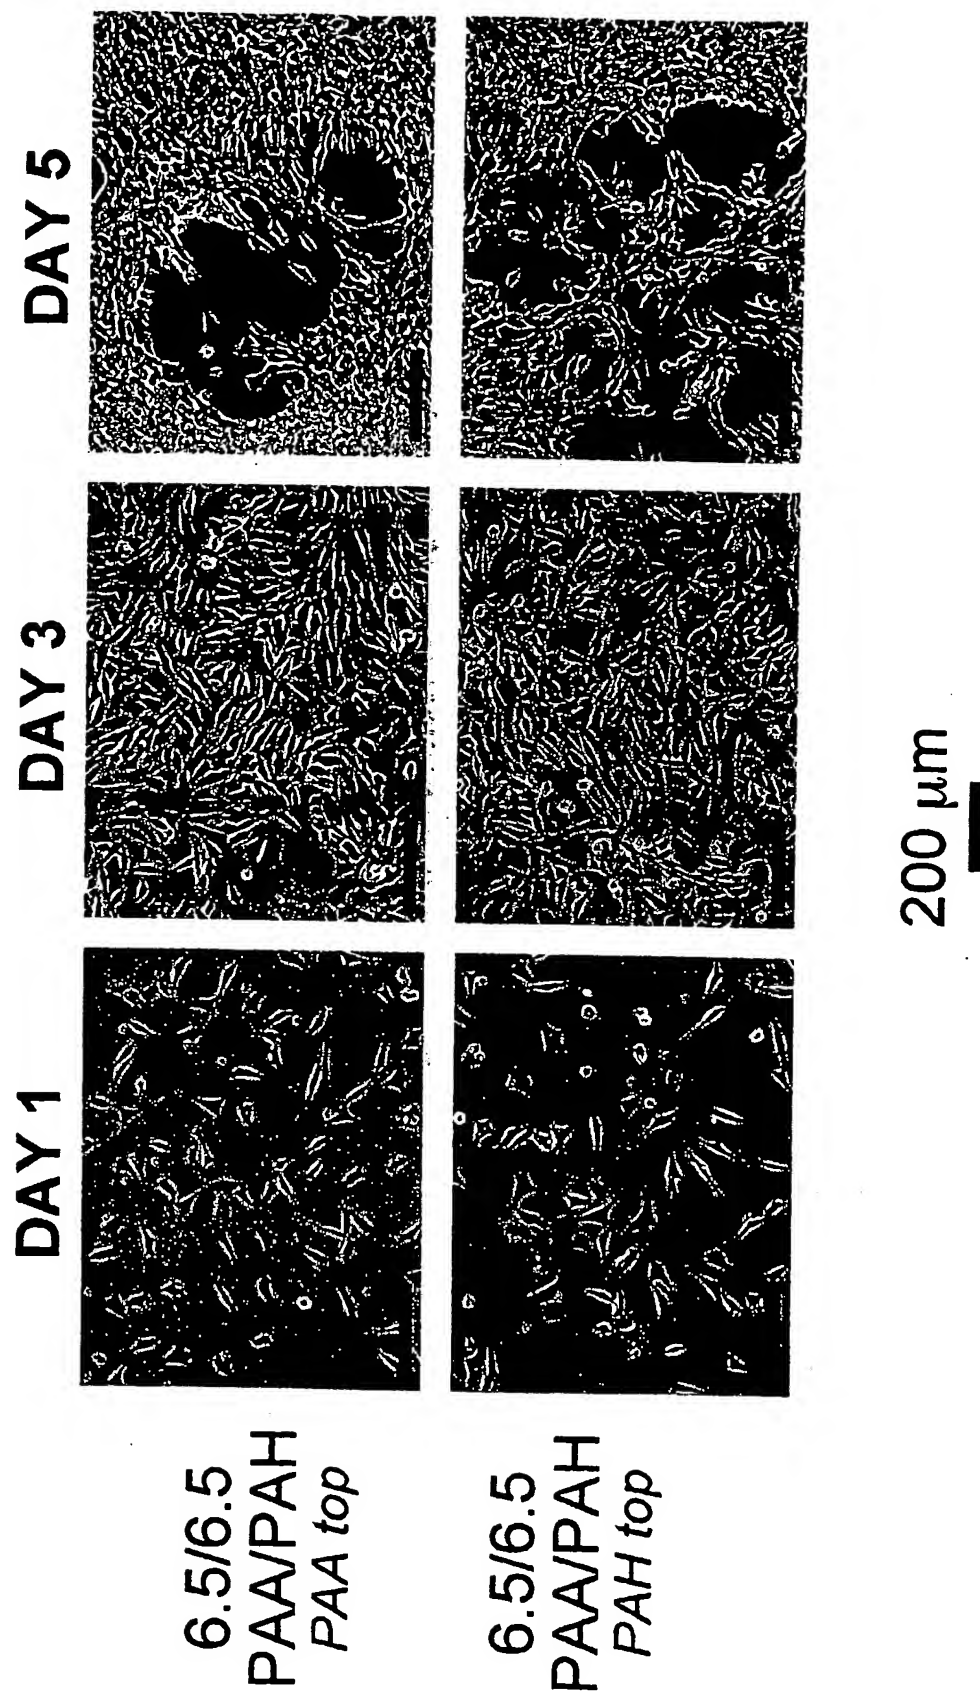 DAY 1
DAY 3
DAY 5
6.5/6.5
PAA/PAH
PAA top
6.5/6.5
PAA/PAH
PAH top
200 μm